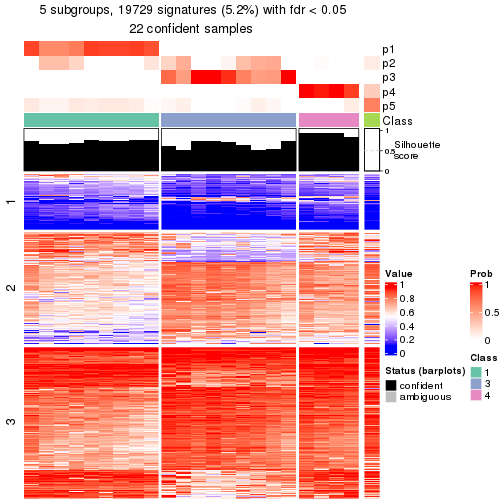 5 subgroups, 19729 signatures (5.2%) with fdr < 0.05
22 confident samples
p1
p2
p3
p4
p5
Class
1
0.5
0
Silhouette
score
1
2
3
Value
1
0.8
0.6
0.4
0.2
0
Prob
1
0.5
0
Status (barplots)
confident
ambiguous
Class
1
3
4